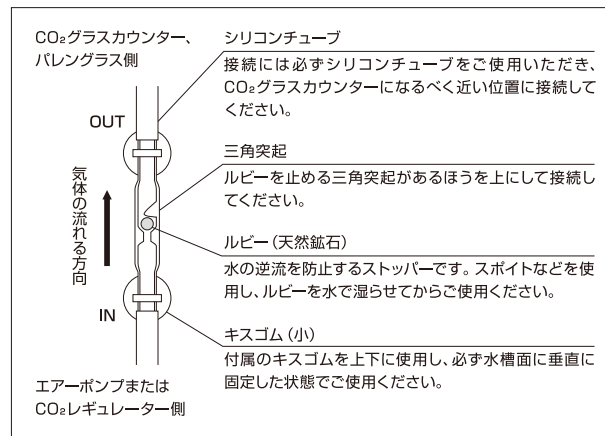 CO₂グラスカウンター、
パレングラス側
OUT
気体の流れる方向
IN
エアーポンプまたは
CO₂レギュレーター側
シリコンチューブ
接続には必ずシリコンチューブをご使用いただき、
CO₂グラスカウンターになるべく近い位置に接続して
ください。
三角突起
ルビーを止める三角突起があるほうを上にして接続し
てください。
ルビー（天然鉱石）
水の逆流を防止するストッパーです。スポイトなどを使
用し、ルビーを水で湿らせてからご使用ください。
キスゴム（小）
付属のキスゴムを上下に使用し、必ず水槽面に垂直に
固定した状態でご使用ください。